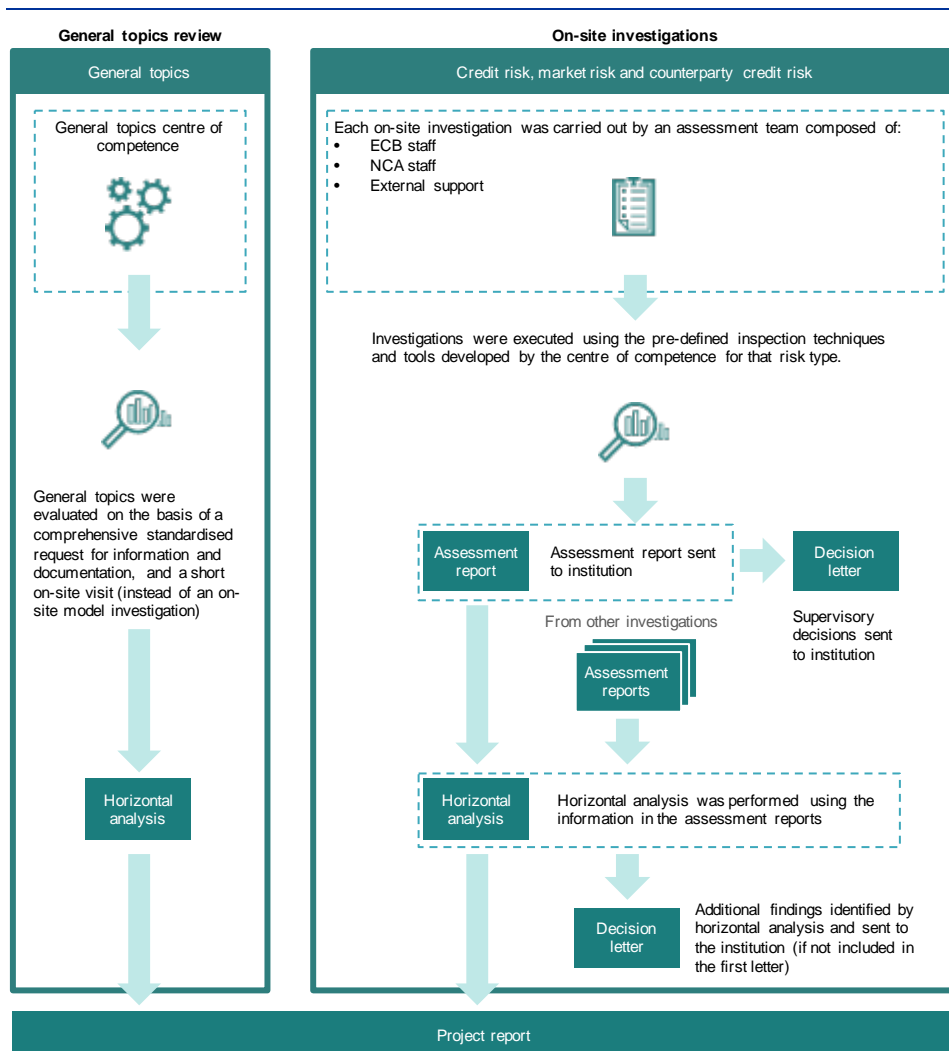 General topics review
General topics
General topics centre of
competence
General topics were
evaluated on the basis of a
comprehensive standardised
request for information and
documentation, and a short
on-site visit (instead of an on-
site model investigation)
Horizontal
analysis
On-site investigations
Credit risk, market risk and counterparty credit risk
Each on-site investigation was carried out by an assessment team composed of:
• ECB staff
• NCA staff
• External support
Investigations were executed using the pre-defined inspection techniques
and tools developed by the centre of competence for that risk type.
Assessment
report
Assessment report sent
to institution
Decision
letter
Supervisory
decisions sent
to institution
From other investigations
Assessment
reports
Horizontal
analysis
Horizontal analysis was performed using the
information in the assessment reports
Decision
letter
Additional findings identified by
horizontal analysis and sent to
the institution (if not included in
the first letter)
Project report